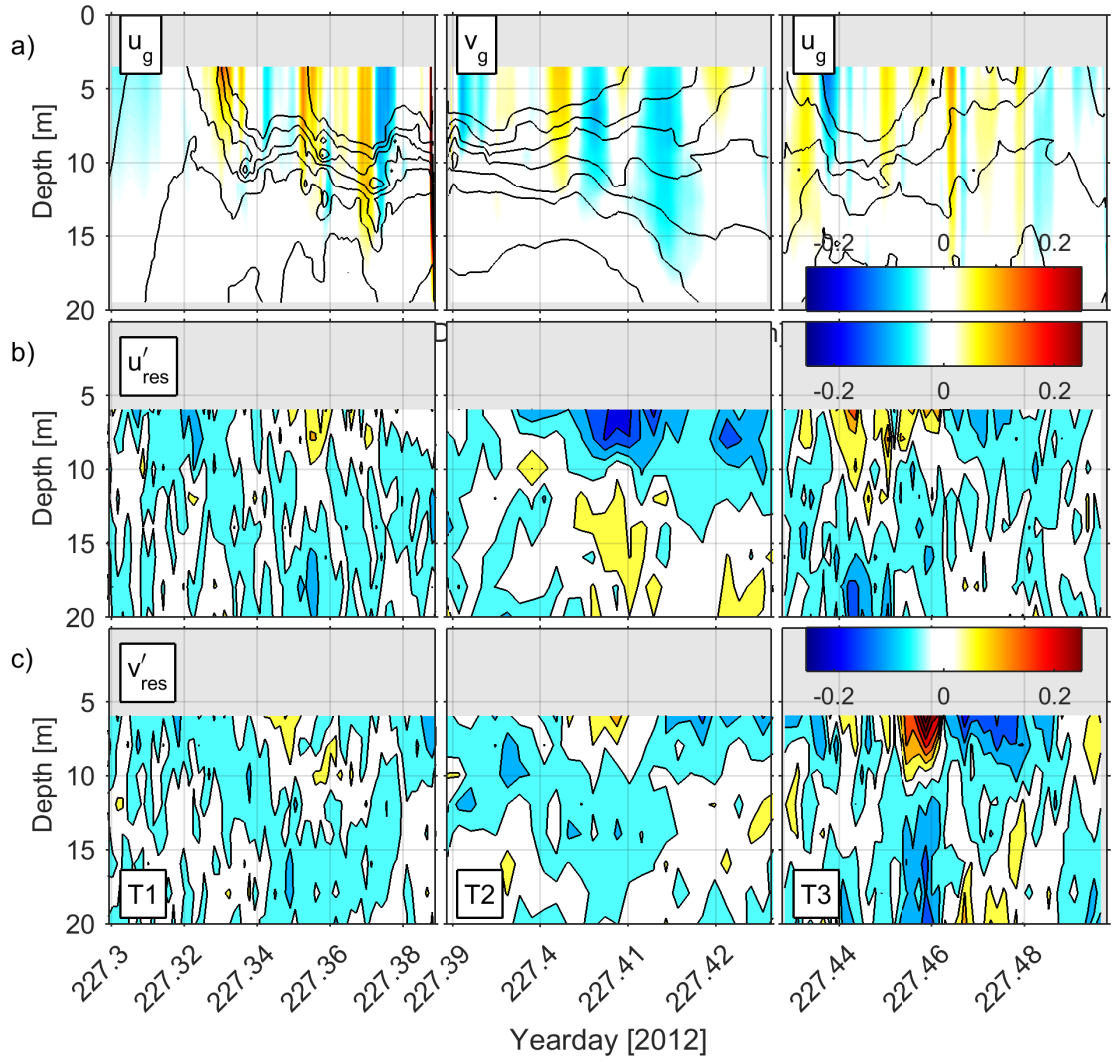 a)
0
5
10
15
20
Depth [m]
u_g
v_g
u_g
-0.2 0 0.2
b)
5
10
15
20
Depth [m]
u′_res
-0.2 0 0.2
c)
5
10
15
20
Depth [m]
v′_res
-0.2 0 0.2
T1
T2
T3
227.3 227.32 227.34 227.36 227.38 227.39 227.4 227.41 227.42 227.44 227.46 227.48
Yearday [2012]